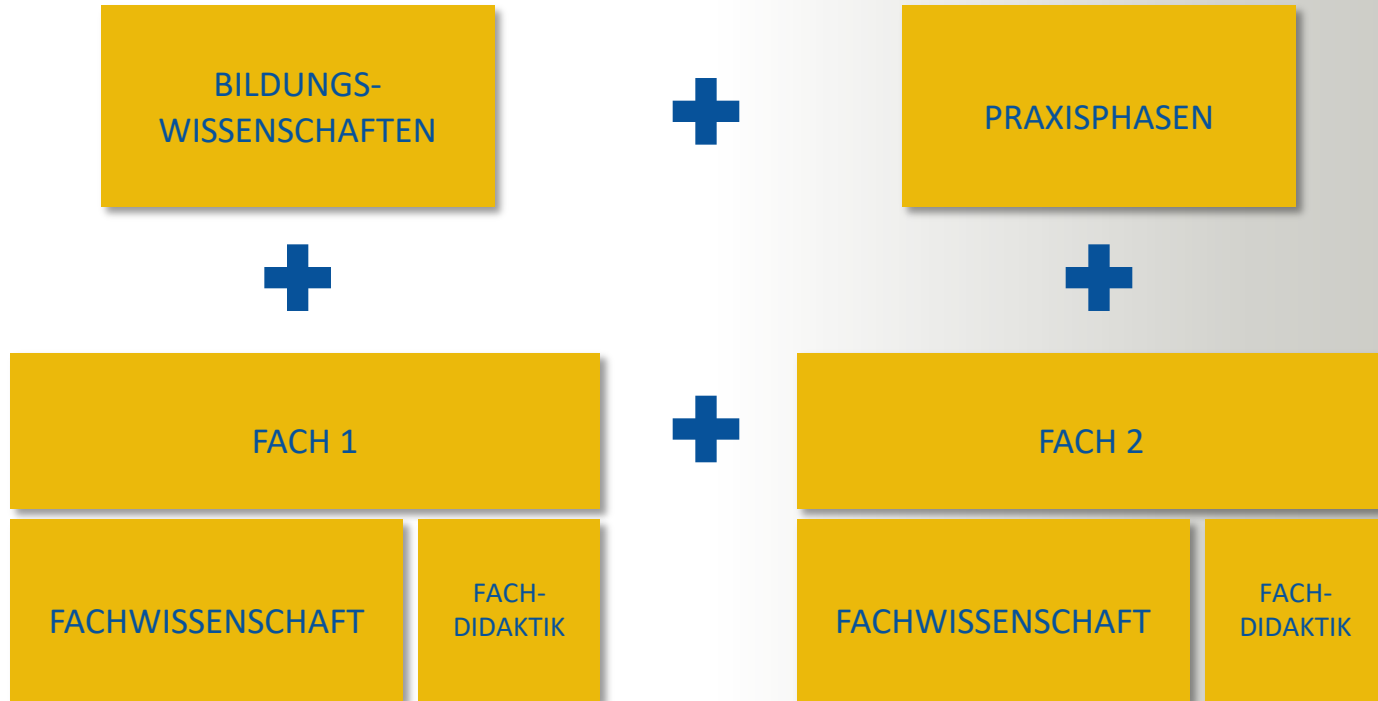 BILDUNGS-
WISSENSCHAFTEN
PRAXISPHASEN
FACH 1
FACH 2
FACHWISSENSCHAFT
FACH-
DIDAKTIK
FACHWISSENSCHAFT
FACH-
DIDAKTIK